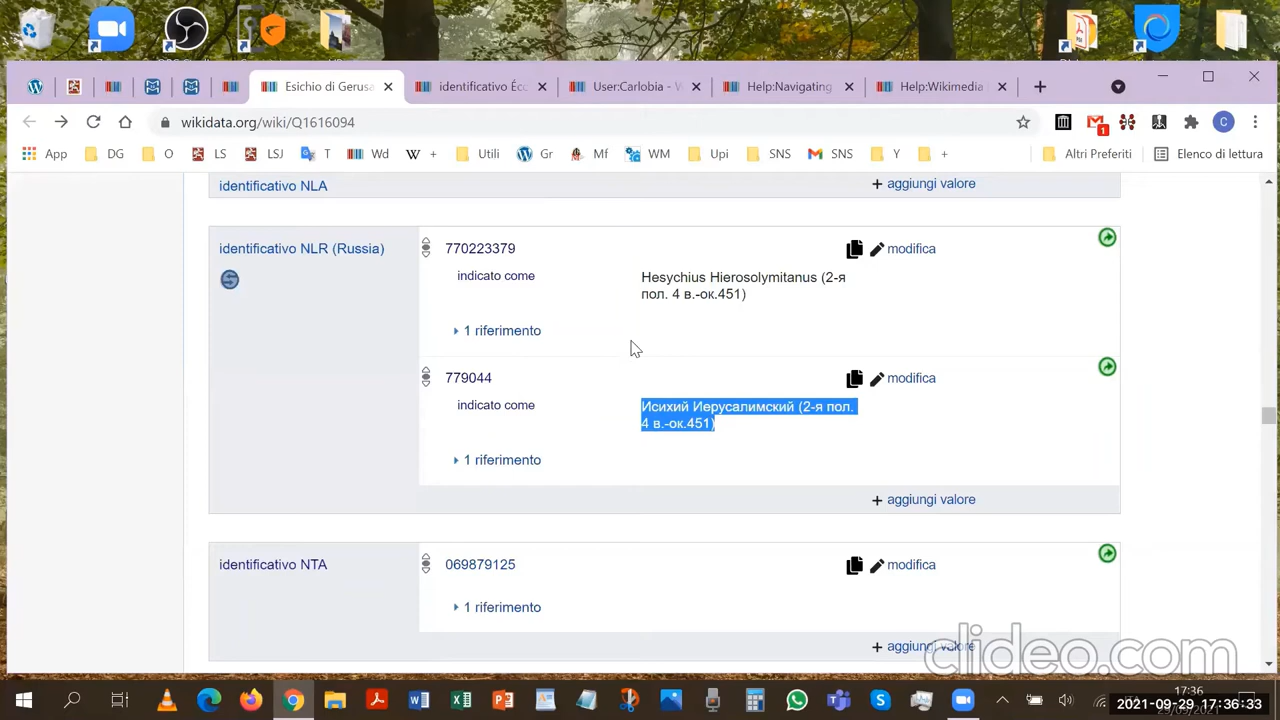 Esichio di Gerusa
identificativo Ecc
User:Carlobia - W
Help:Navigating
Help:Wikimedia
wikidata.org/wiki/Q1616094
1
C
App
DG
O
LS
LSJ
T
Wd
+
Utili
Gr
Mf
WM
Upi
SNS
SNS
Y
+
Altri Preferiti
Elenco di lettura
identificativo NLA
+ aggiungi valore
identificativo NLR (Russia)
770223379
modifica
indicato come
Hesychius Hierosolymitanus (2-я
пол. 4 в.-ок.451)
1 riferimento
779044
modifica
indicato come
Исихий Иерусалимский (2-я пол.
4 в.-ок.451)
1 riferimento
+ aggiungi valore
identificativo NTA
069879125
modifica
1 riferimento
+ aggiungi valore
clideo.com
17:36
2021-09-29 17:36:33